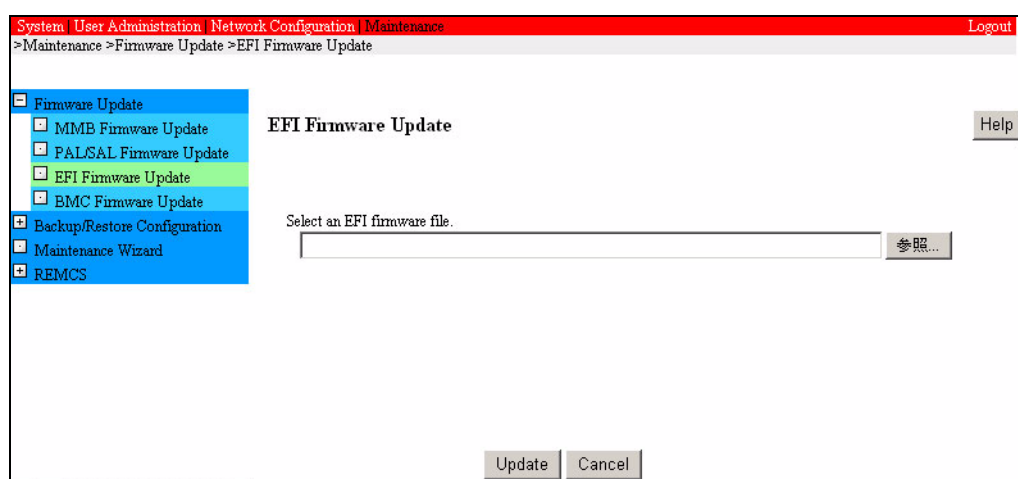 System | User Administration | Network Configuration | Maintenance Logout
>Maintenance >Firmware Update >EFI Firmware Update
Firmware Update
MMB Firmware Update
PAL/SAL Firmware Update
EFI Firmware Update
BMC Firmware Update
Backup/Restore Configuration
Maintenance Wizard
REMCS
EFI Firmware Update
Help
Select an EFI firmware file.
参照...
Update Cancel